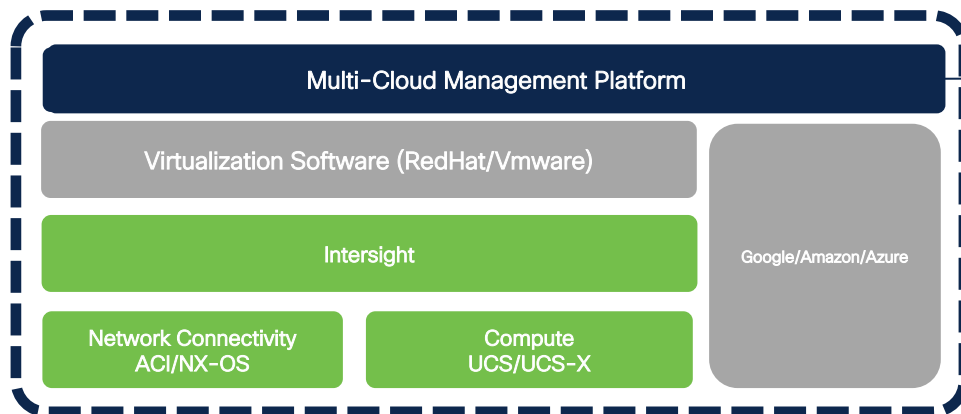 Multi-Cloud Management Platform
Virtualization Software (RedHat/Vmware)
Intersight
Google/Amazon/Azure
Network Connectivity
ACI/NX-OS
Compute
UCS/UCS-X